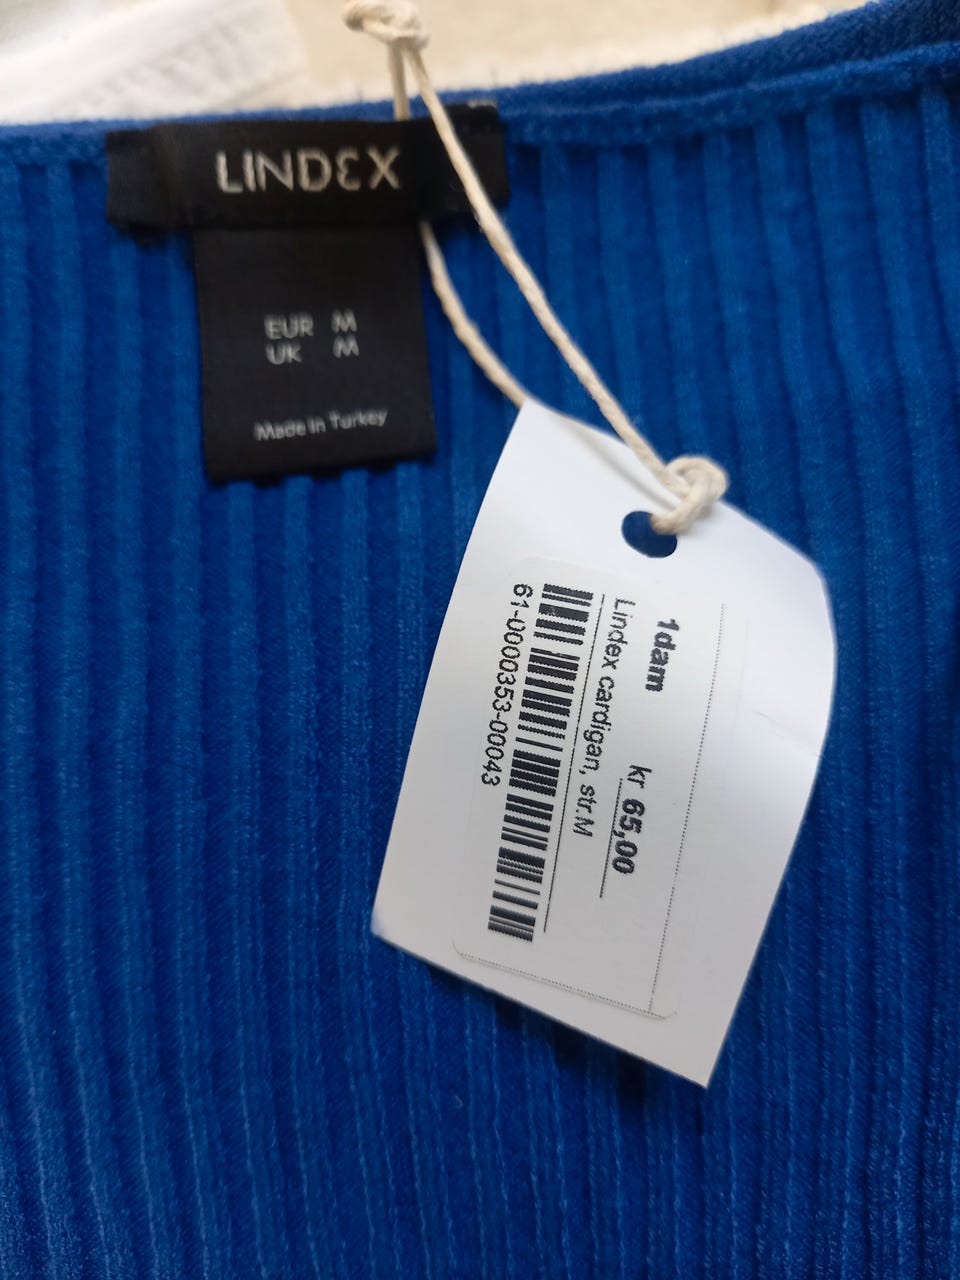 LINDEX
EUR M
UK M
Made in Turkey
1dam kr 65,00
Lindex cardigan, str.M
61-0000353-00043